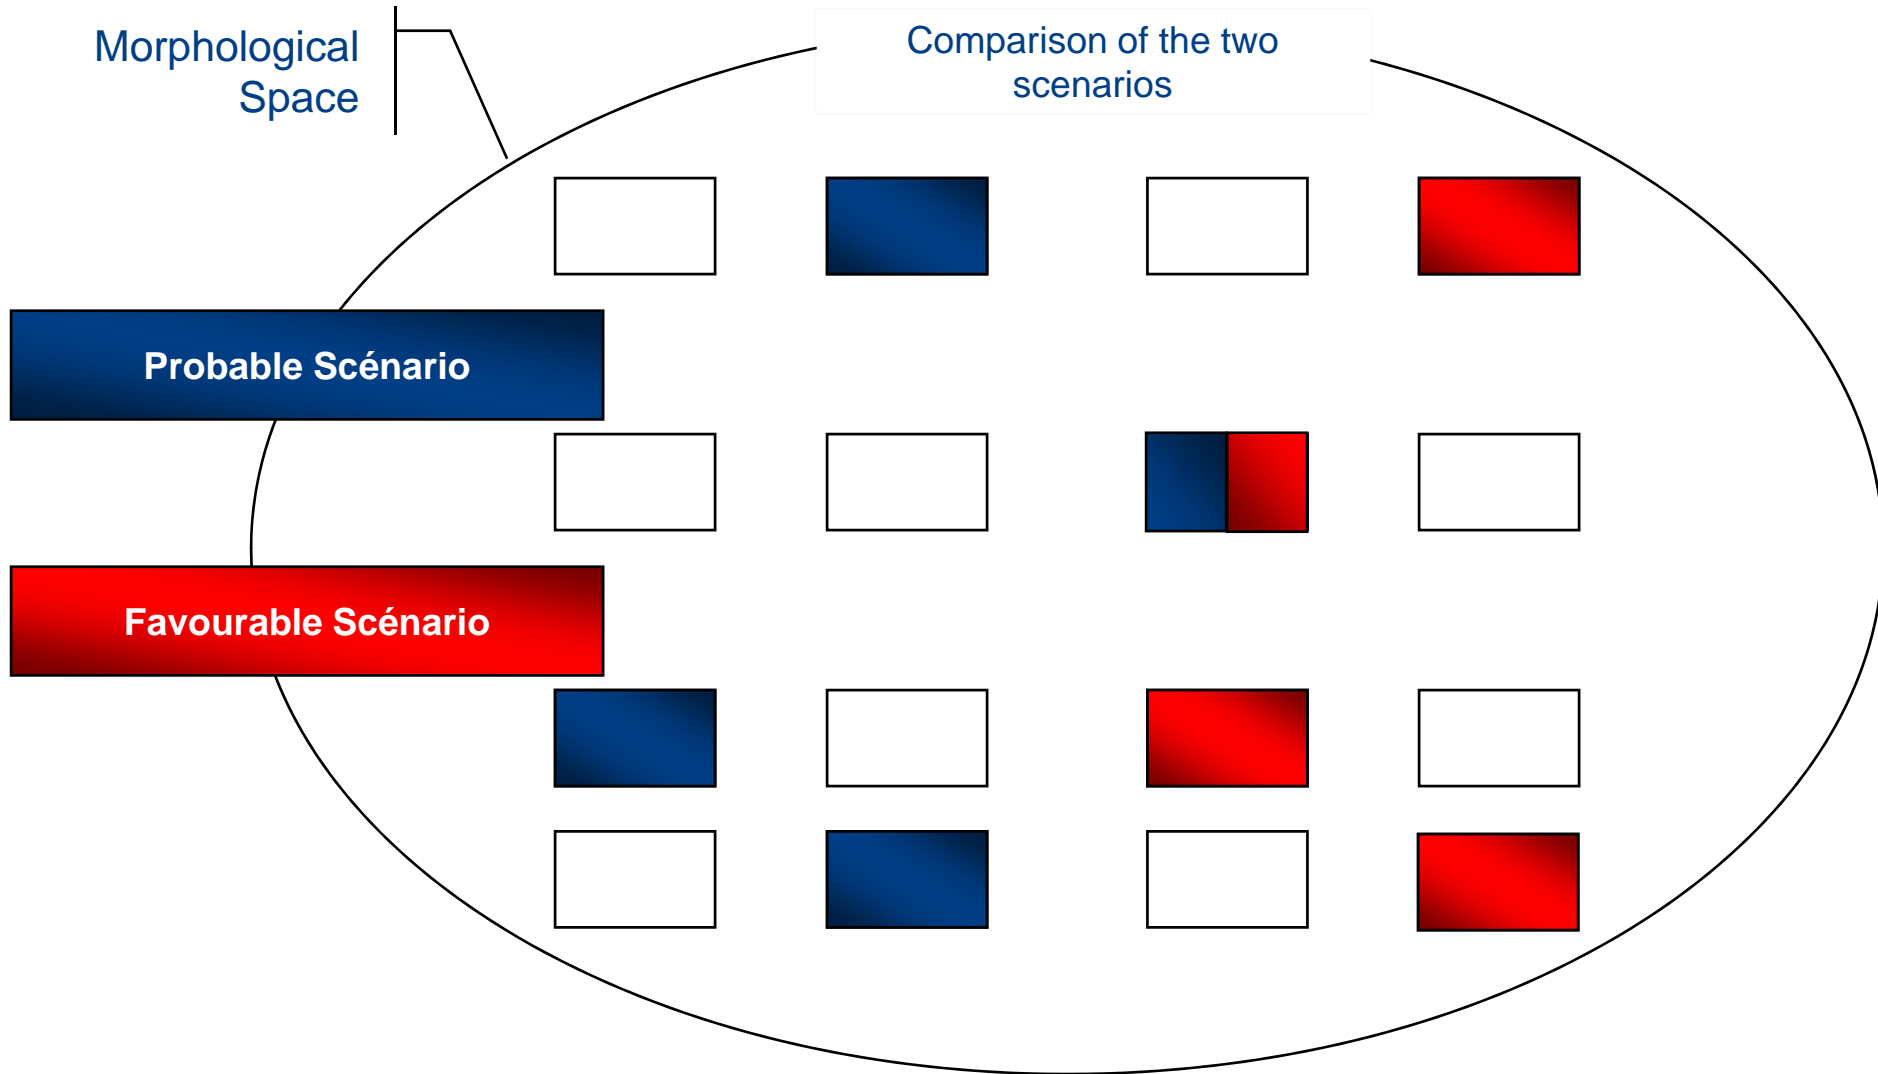 Morphological
Space
Comparison of the two
scenarios
Probable Scénario
Favourable Scénario